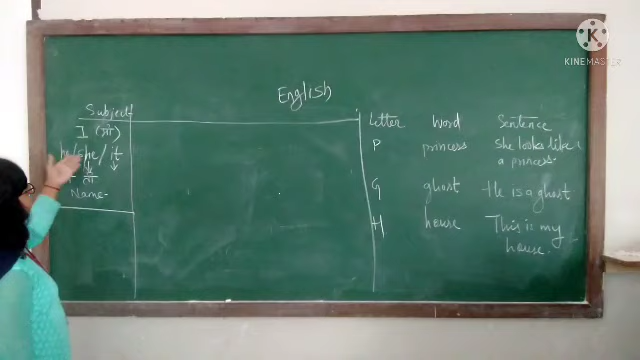 English
Subject
I (मी)
he/she/it
ती
Name
Letter Word Sentence
P princess She looks like a princess.
G ghost He is a ghost
H house This is my house.
KINEMASTER